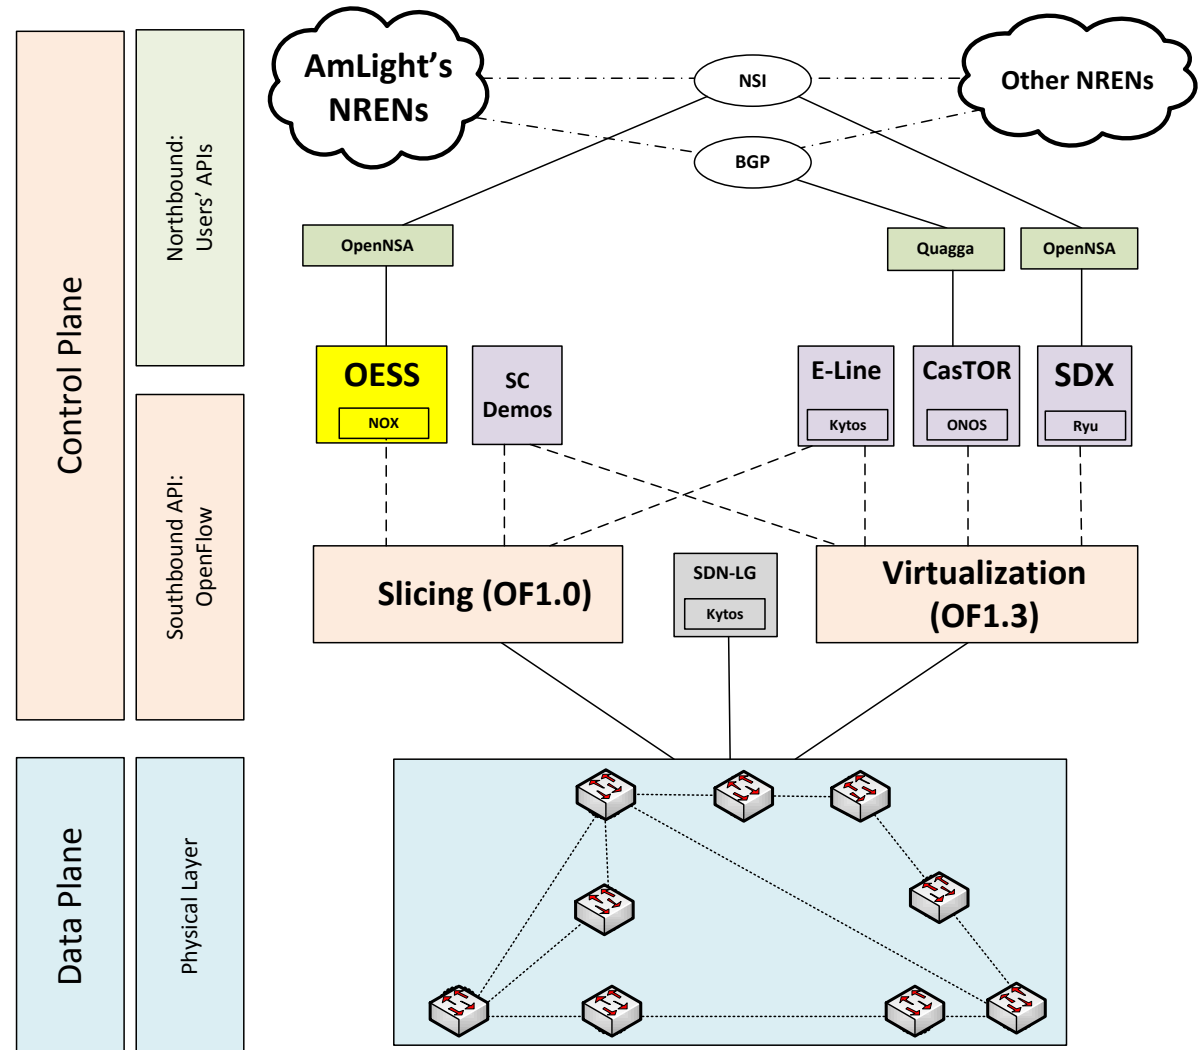 AmLight's
NRENs
NSI
Other NRENs
BGP
Control Plane
Northbound:
Users' APIs
OpenNSA
Quagga
OpenNSA
OESS
NOX
SC
Demos
E-Line
Kytos
CasTOR
ONOS
SDX
Ryu
Southbound API:
OpenFlow
Slicing (OF1.0)
SDN-LG
Kytos
Virtualization
(OF1.3)
Data Plane
Physical Layer